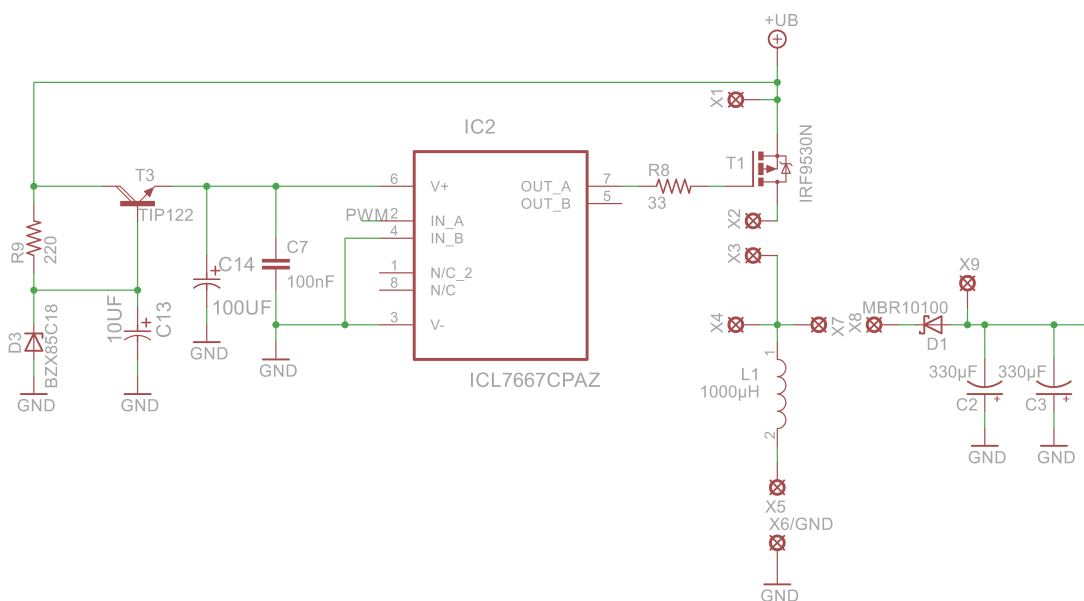 +UB
X1
IC2
T1
IRF9530N
T3
TIP122
R8
33
6
V+
OUT_A
7
OUT_B
5
PWM
2
IN_A
4
IN_B
1
N/C_2
8
N/C
3
V-
ICL7667CPAZ
R9
220
C14
100UF
C7
100nF
D3
BZX85C18
10UF
C13
GND
GND
GND
GND
X2
X3
X4
X7
X8
MBR10100
D1
X9
1
L1
1000µH
2
330µF
C2
330µF
C3
GND
GND
X5
X6/GND
GND